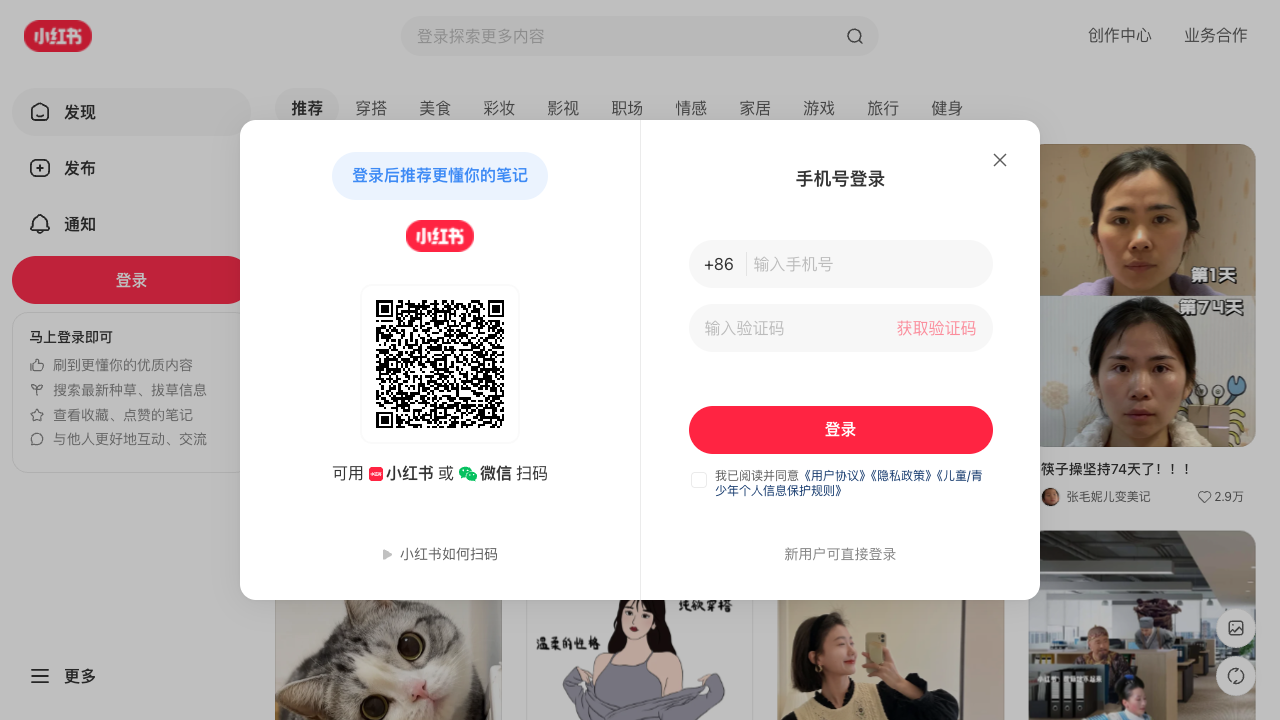 小红书
登录探索更多内容
创作中心
业务合作
发现
发布
通知
登录
马上登录即可
刷到更懂你的优质内容
搜索最新种草、拔草信息
查看收藏、点赞的笔记
与他人更好地互动、交流
更多
推荐
穿搭
美食
彩妆
影视
职场
情感
家居
游戏
旅行
健身
登录后推荐更懂你的笔记
小红书
可用 小红书 或 微信 扫码
小红书如何扫码
手机号登录
+86
输入手机号
输入验证码
获取验证码
登录
我已阅读并同意《用户协议》《隐私政策》《儿童/青
少年个人信息保护规则》
新用户可直接登录
第1天
第74天
筷子操坚持74天了！！！
张毛妮儿变美记
2.9万
纯欲穿搭
温柔的性格